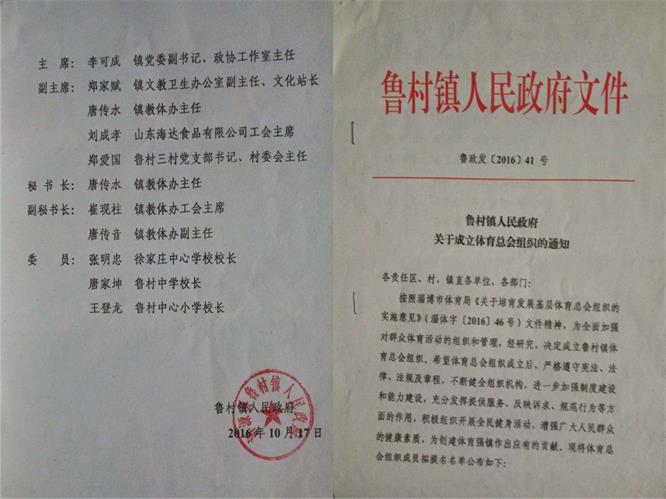 鲁村镇人民政府文件
鲁政发〔2016〕41 号
鲁村镇人民政府
关于成立体育总会组织的通知
各责任区、村,镇直各单位、各部门:
按照淄博市体育局《关于培育发展基层体育总会组织的
实施意见》(淄体字〔2016〕46号)文件精神,为全面加强
对群众体育活动的组织和管理,经研究,决定成立鲁村镇体
育总会组织。希望体育总会组织成立后,严格遵守宪法、法
律、法规及章程,不断健全组织机构,进一步加强制度建设
和能力建设,充分发挥提供服务、反映诉求、规范行为等方
面的作用,积极组织开展全民健身活动,增强广大人民群众
的健康素质,为创建体育强镇作出应有的贡献。现将体育总
会组织成员拟提名名单公布如下:
主 席: 李可成 镇党委副书记、政协工作室主任
副主席: 郑家赋 镇文教卫生办公室副主任、文化站长
唐传水 镇教体办主任
刘成孝 山东海达食品有限公司工会主席
郑爱国 鲁村三村党支部书记、村委会主任
秘 书 长: 唐传水 镇教体办主任
副秘书长: 崔现柱 镇教体办工会主席
唐传音 镇教体办副主任
委 员: 张明忠 徐家庄中心学校校长
唐家坤 鲁村中学校长
王登龙 鲁村中心小学校长
鲁村镇人民政府
2016 年 10 月 17 日